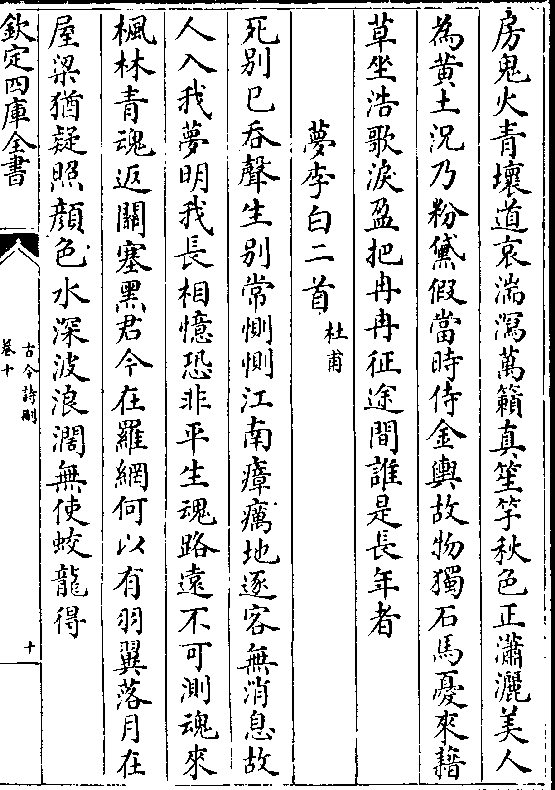 房鬼火青壞道哀湍瀉萬籟真笙竽秋色正瀟灑美人
為黄土況乃粉黛假當時侍金輿故物獨石馬憂來藉
草坐浩歌淚盈把冉冉征途間誰是長年者
夢李白二首
杜甫
死别已吞聲生别常惻惻江南瘴癘地逐客無消息故
人入我夢明我長相憶恐非平生魂路遠不可測魂來
楓林青魂返關塞黑君今在羅網何以有羽翼落月在
屋梁猶疑照顔色水深波浪濶無使蛟龍得
欽定四庫全書
古今詩刪
卷十
十